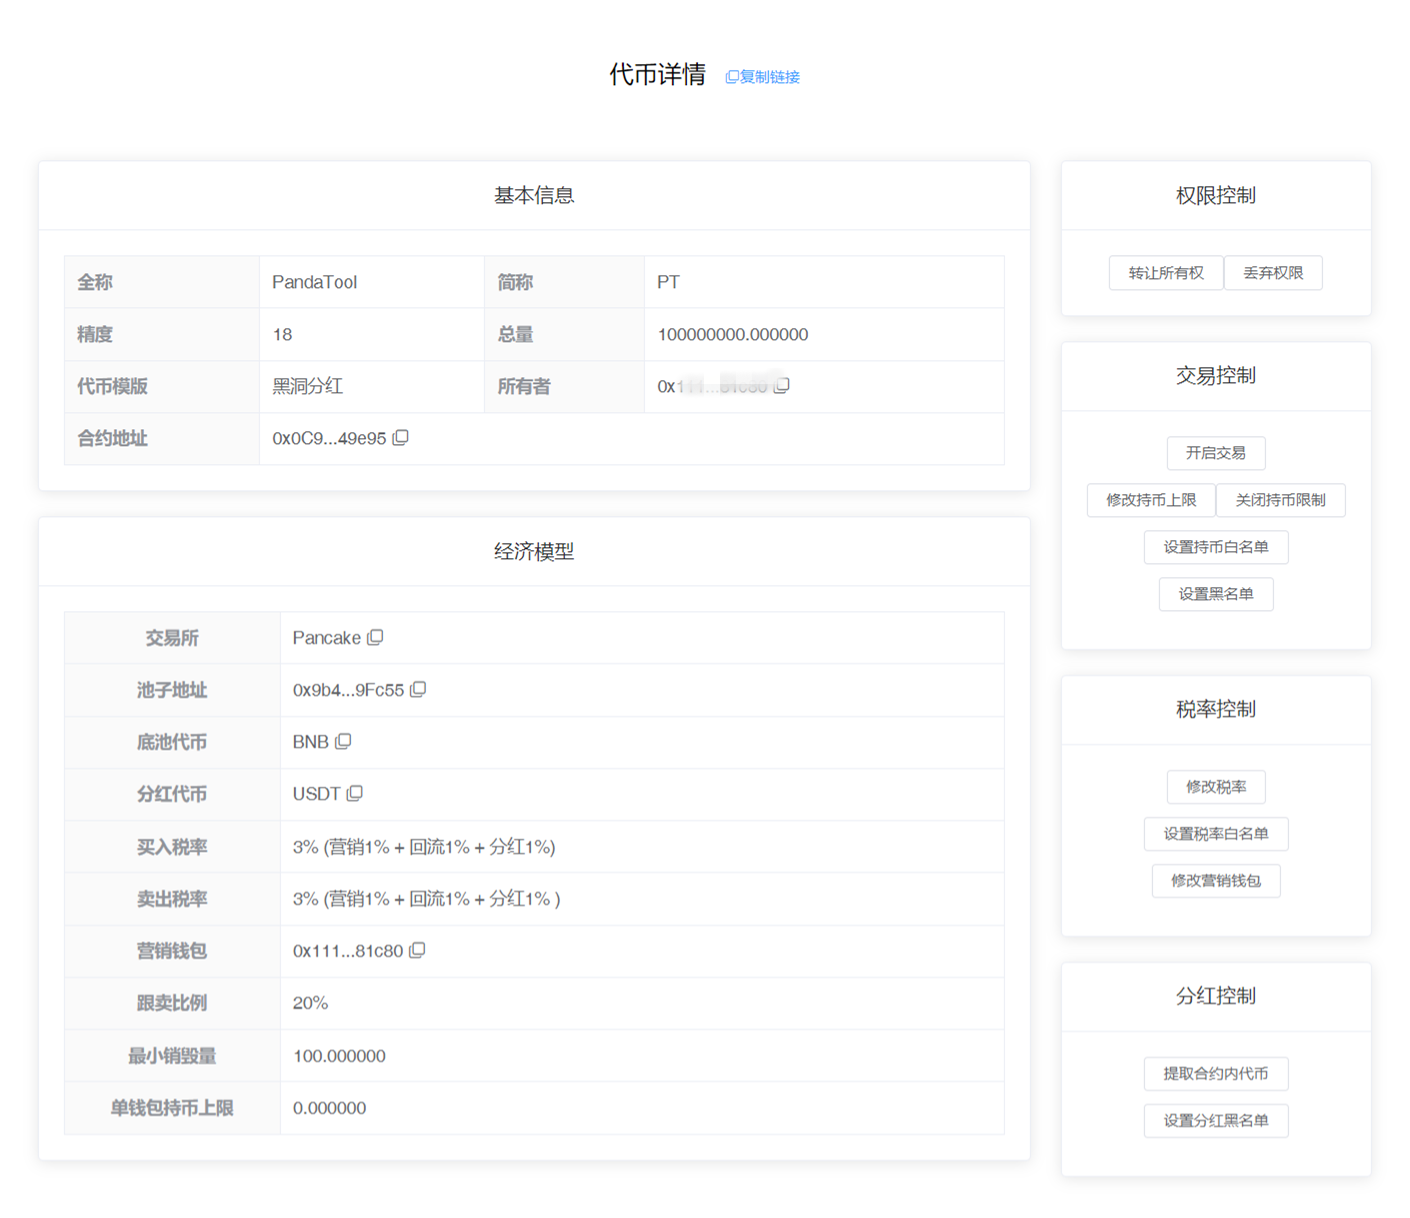 代币详情 复制链接
基本信息
全称 PandaTool 简称 PT
精度 18 总量 100000000.000000
代币模版 黑洞分红 所有者 0x
合约地址 0x0C9...49e95
经济模型
交易所 Pancake
池子地址 0x9b4...9Fc55
底池代币 BNB
分红代币 USDT
买入税率 3% (营销1% + 回流1% + 分红1%)
卖出税率 3% (营销1% + 回流1% + 分红1% )
营销钱包 0x111...81c80
跟卖比例 20%
最小销毁量 100.000000
单钱包持币上限 0.000000
权限控制
转让所有权 丢弃权限
交易控制
开启交易
修改持币上限 关闭持币限制
设置持币白名单
设置黑名单
税率控制
修改税率
设置税率白名单
修改营销钱包
分红控制
提取合约内代币
设置分红黑名单